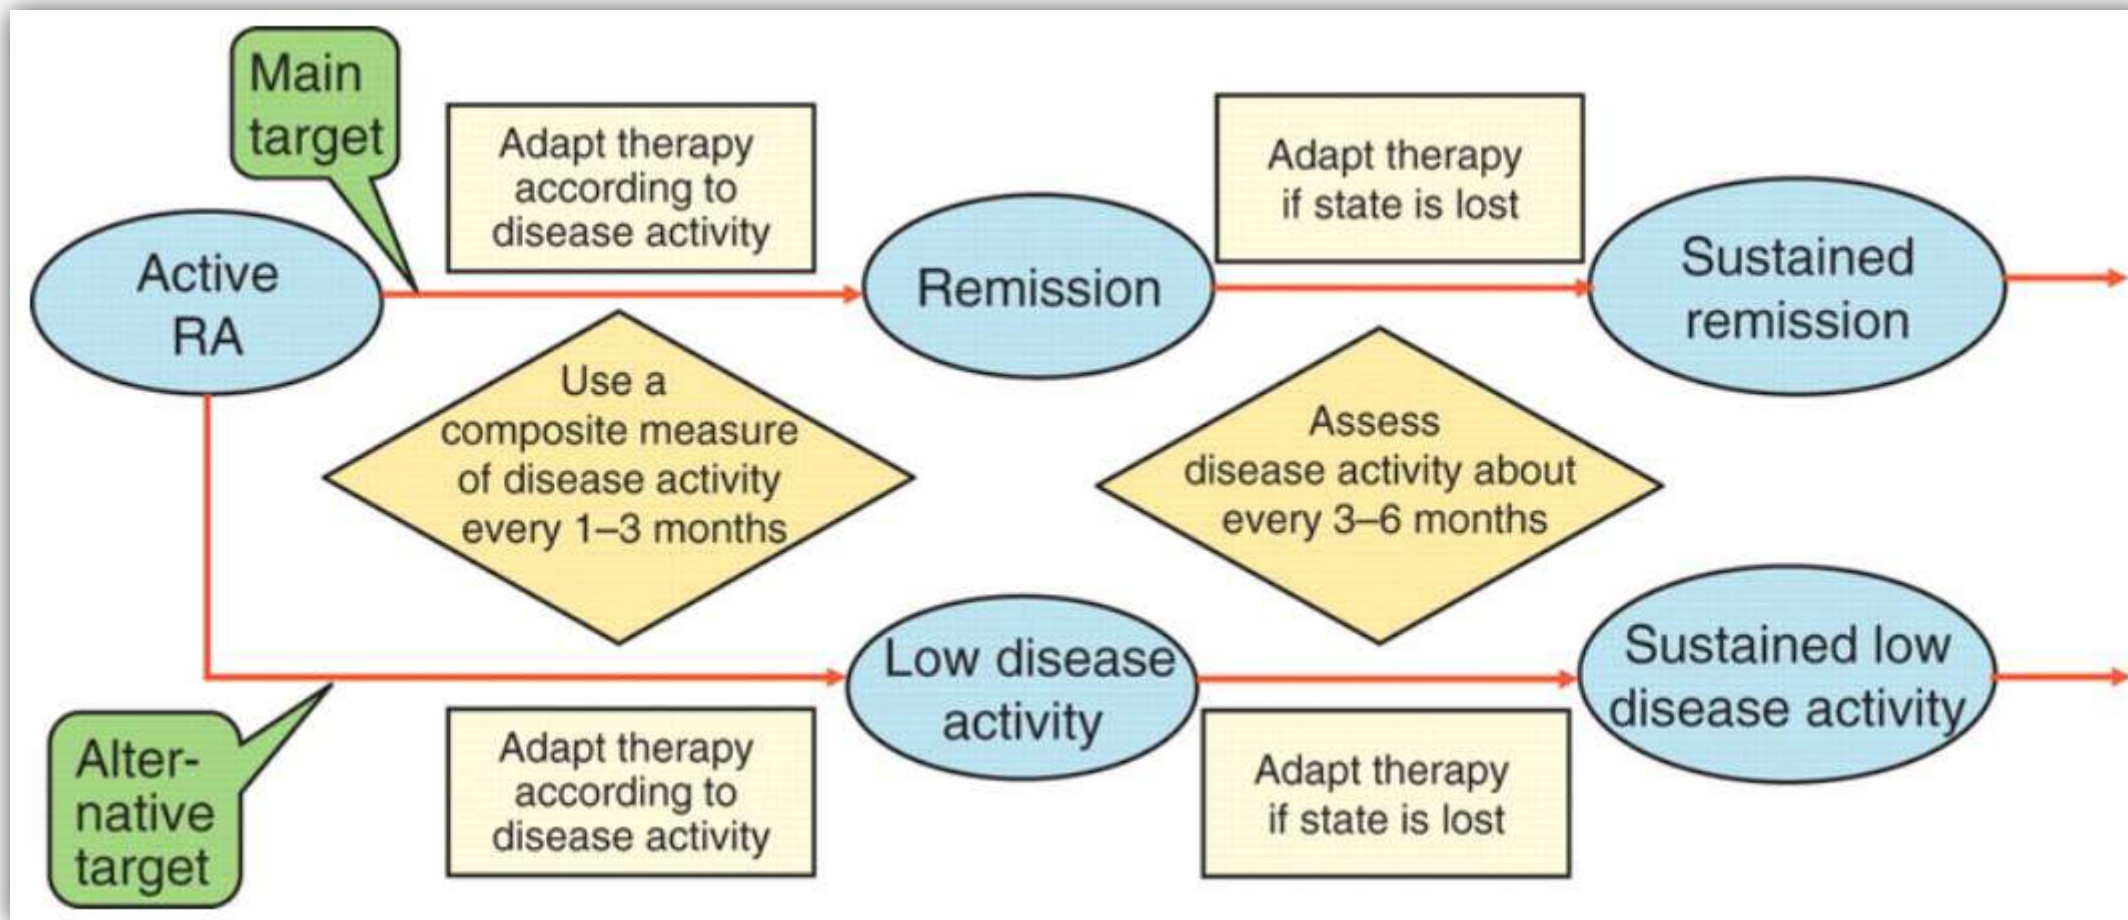 Main
target
Adapt therapy
according to
disease activity
Adapt therapy
if state is lost
Active
RA
Remission
Sustained
remission
Use a
composite measure
of disease activity
every 1–3 months
Assess
disease activity about
every 3–6 months
Low disease
activity
Sustained low
disease activity
Alter-
native
target
Adapt therapy
according to
disease activity
Adapt therapy
if state is lost